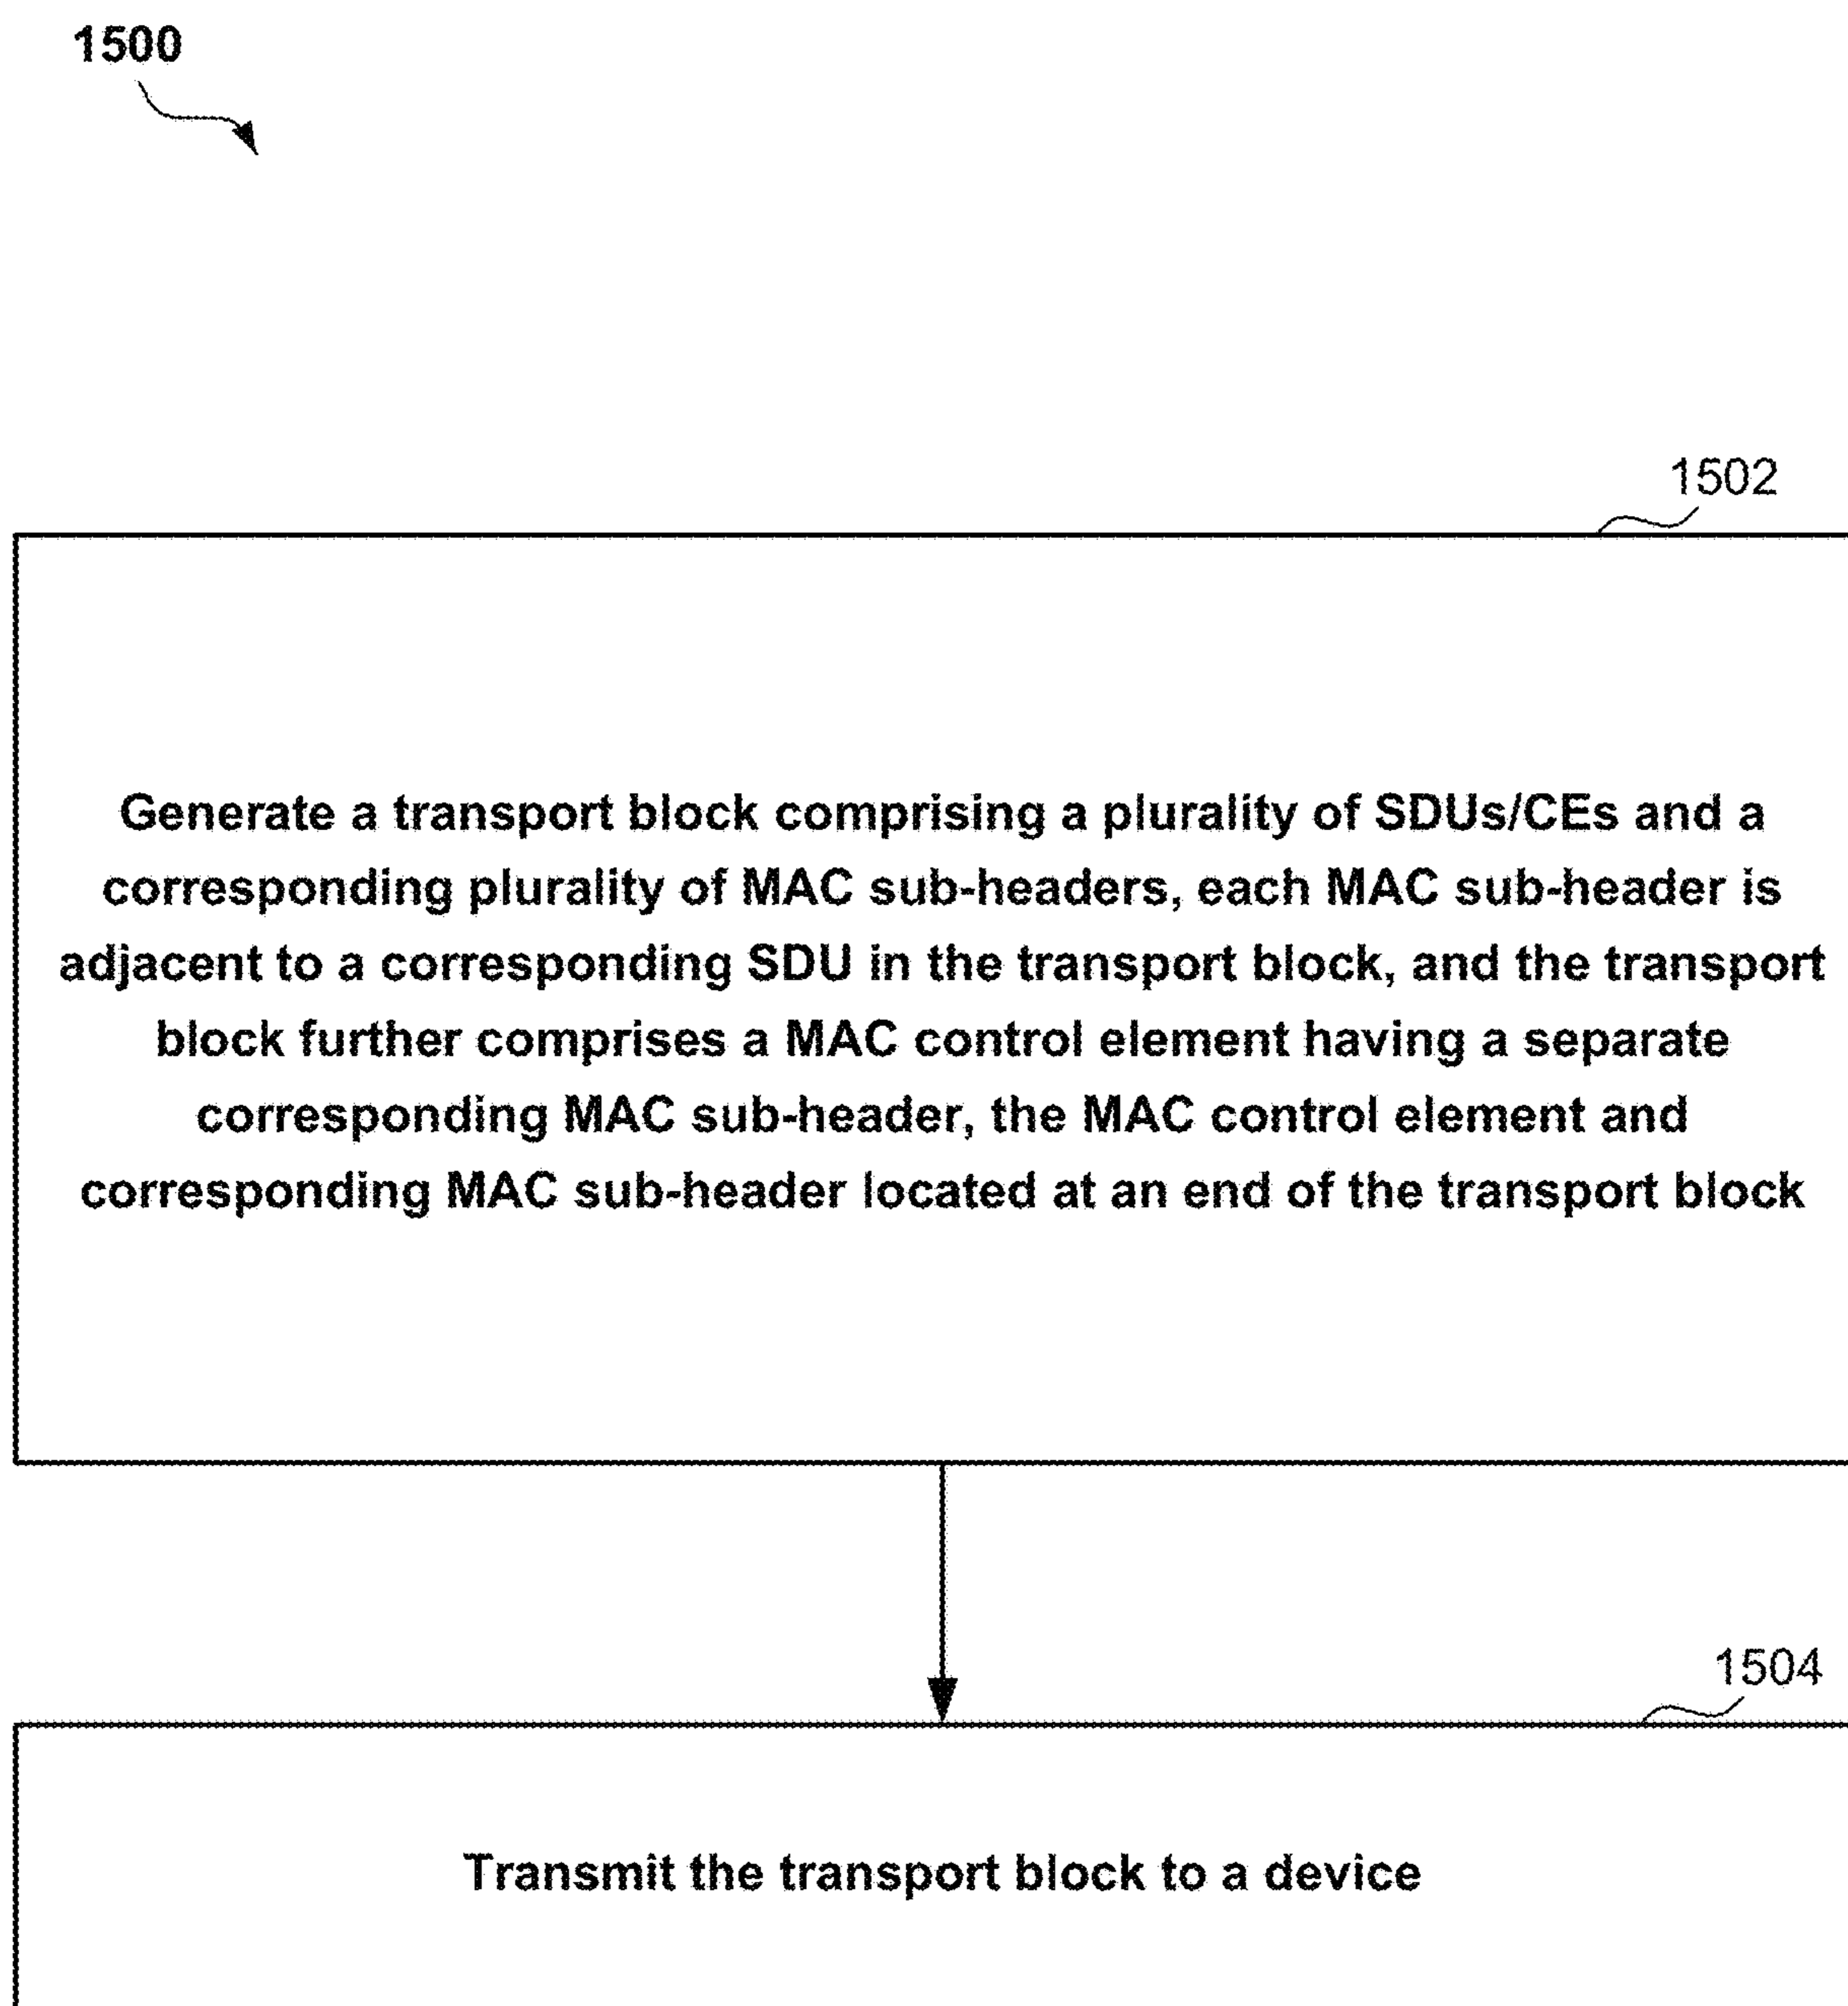 1500
1502
Generate a transport block comprising a plurality of SDUs/CEs and a
corresponding plurality of MAC sub-headers, each MAC sub-header is
adjacent to a corresponding SDU in the transport block, and the transport
block further comprises a MAC control element having a separate
corresponding MAC sub-header, the MAC control element and
corresponding MAC sub-header located at an end of the transport block
1504
Transmit the transport block to a device